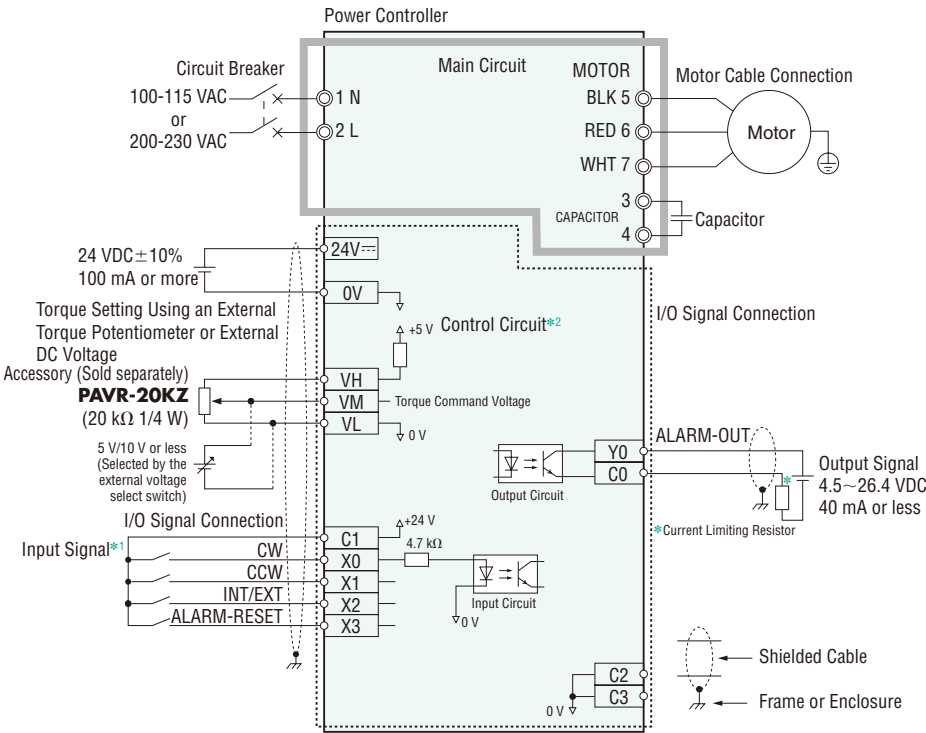 Power Controller
Main Circuit
Circuit Breaker
100-115 VAC
or
200-230 VAC
1 N
2 L
MOTOR
BLK 5
RED 6
WHT 7
3
CAPACITOR
4
Motor Cable Connection
Motor
Capacitor
24 VDC±10%
100 mA or more
24V
0V
Torque Setting Using an External
Torque Potentiometer or External
DC Voltage
Accessory (Sold separately)
PAVR-20KZ
(20 kΩ 1/4 W)
+5 V
Control Circuit*2
I/O Signal Connection
VH
VM
Torque Command Voltage
VL
0 V
5 V/10 V or less
(Selected by the
external voltage
select switch)
Output Circuit
Y0
C0
ALARM-OUT
Output Signal
4.5～26.4 VDC
40 mA or less
*
*Current Limiting Resistor
I/O Signal Connection
Input Signal*1
CW
CCW
INT/EXT
ALARM-RESET
C1
X0
X1
X2
X3
+24 V
4.7 kΩ
Input Circuit
0 V
C2
C3
0 V
Shielded Cable
Frame or Enclosure